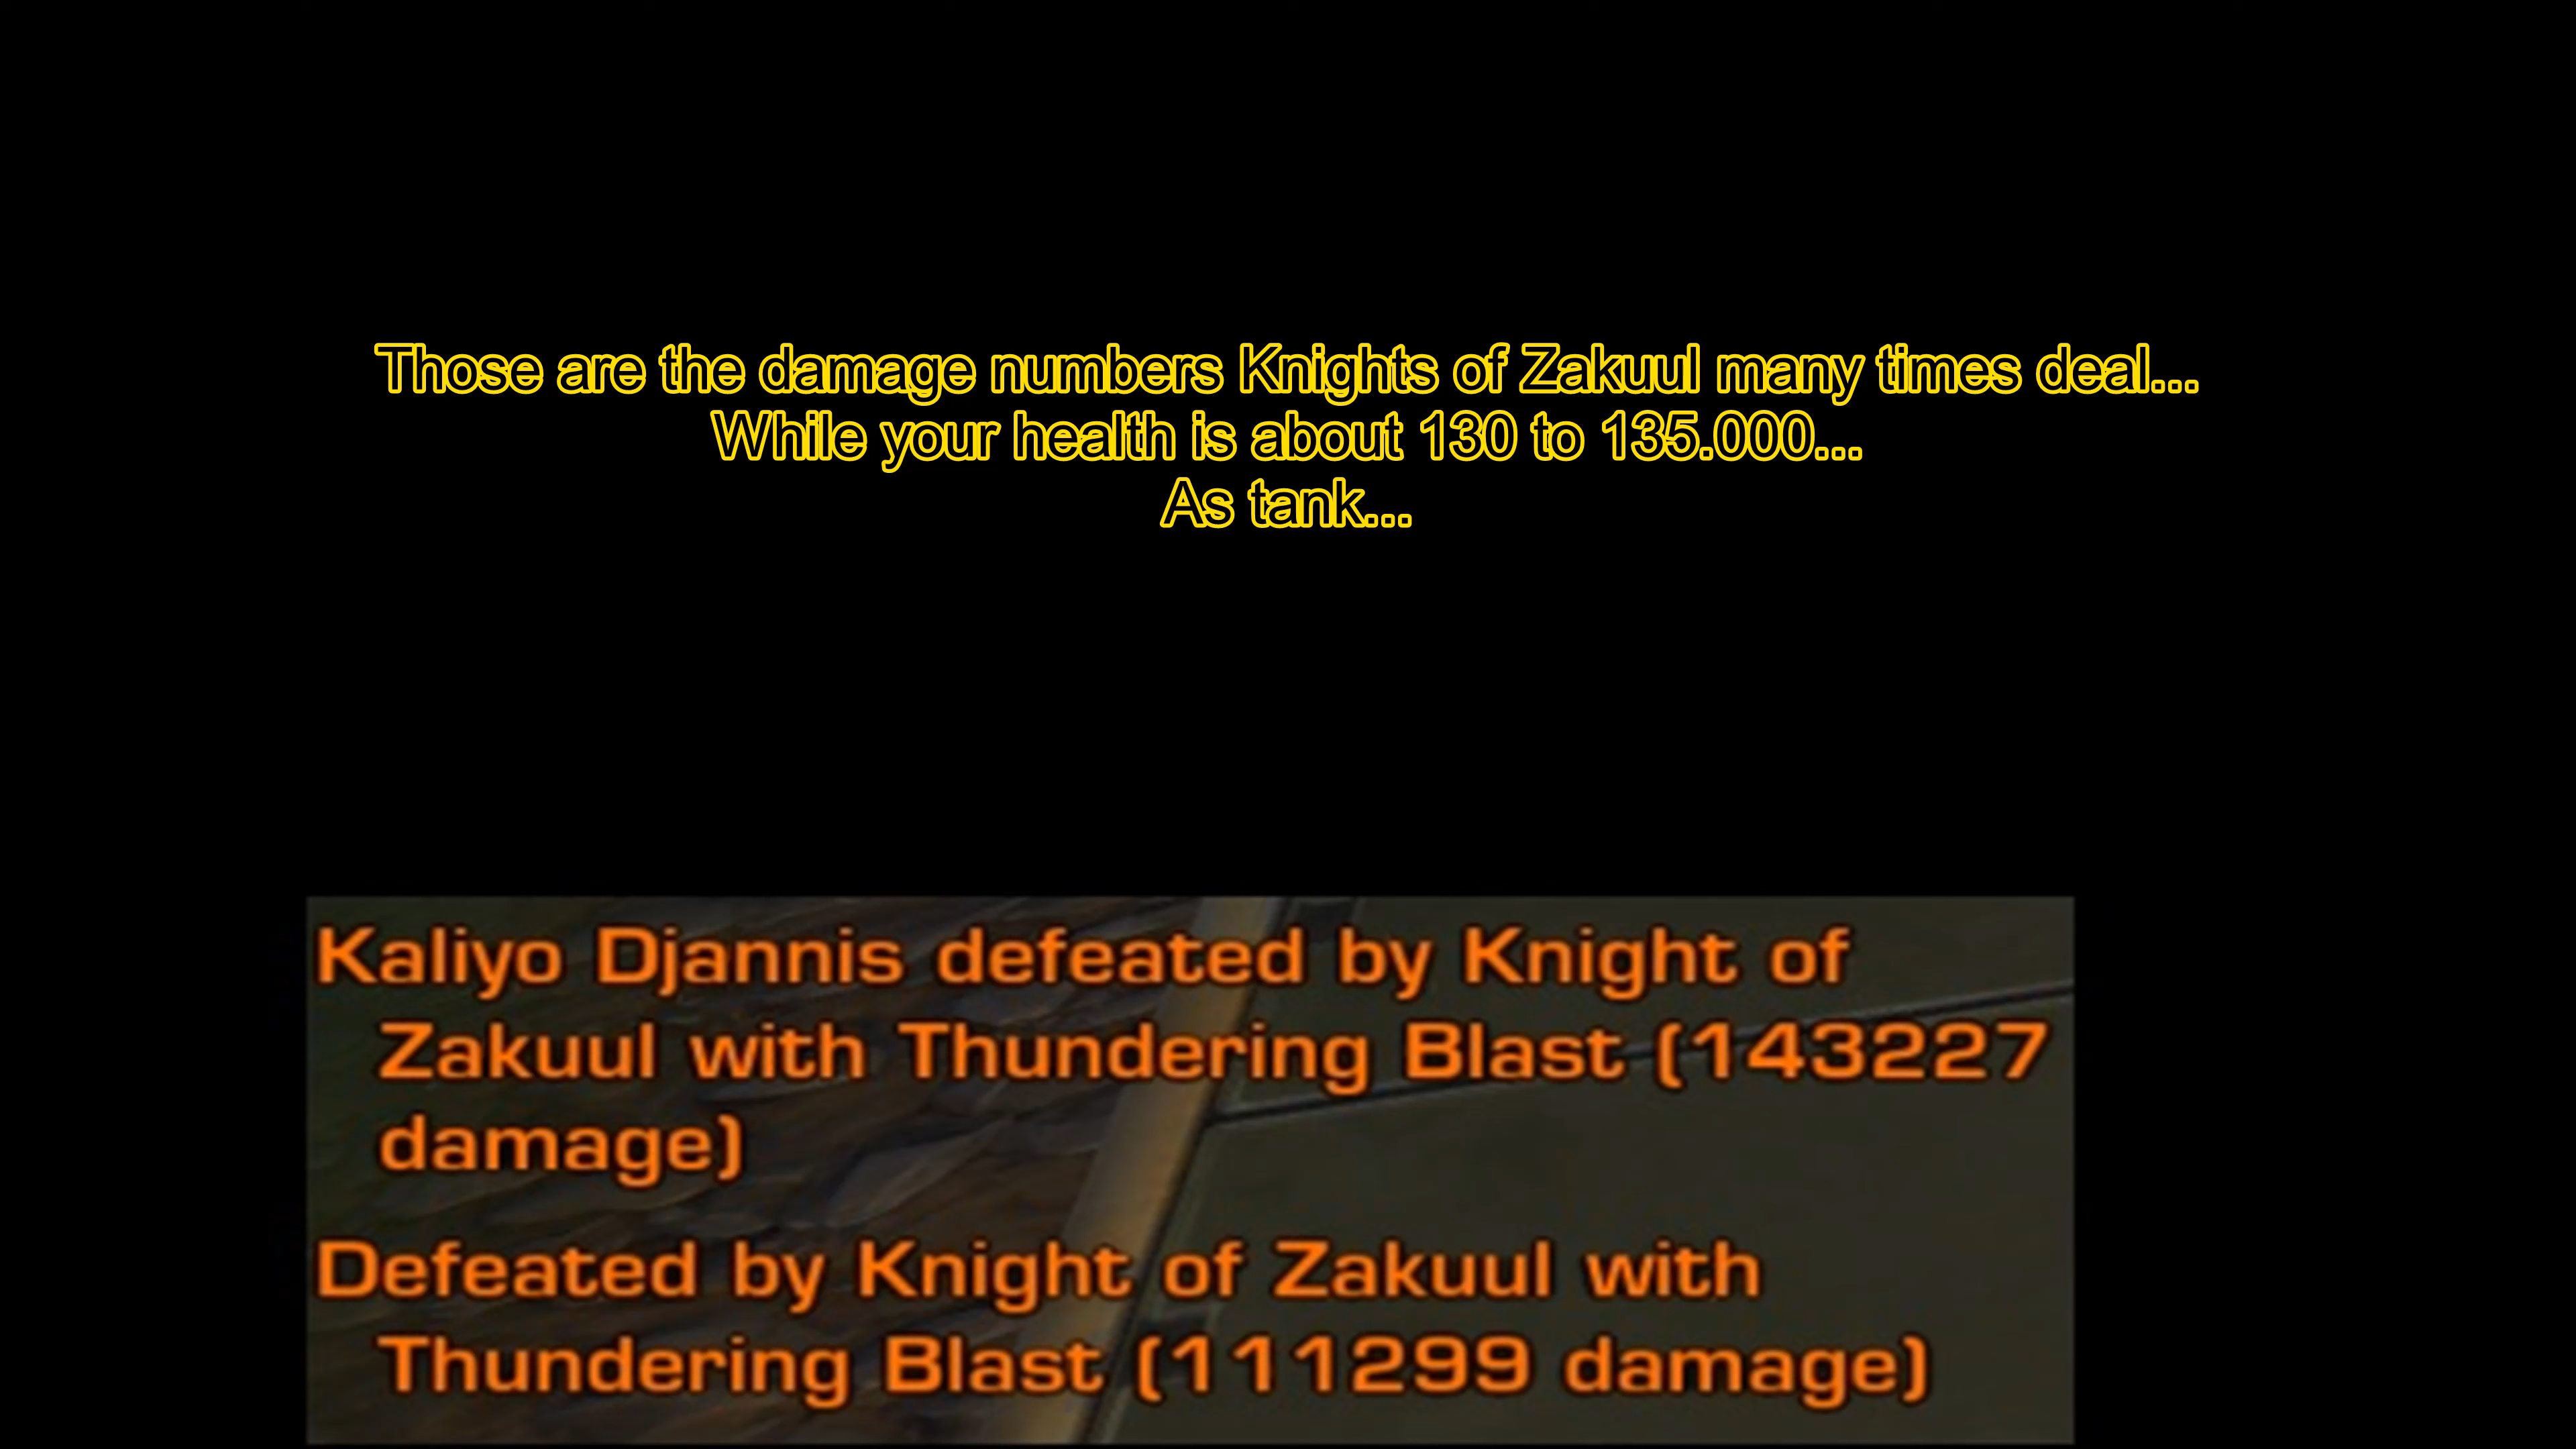 Those are the damage numbers Knights of Zakuul many times deal...
While your health is about 130 to 135.000...
As tank...
Kaliyo Djannis defeated by Knight of
Zakuul with Thundering Blast (143227
damage)
Defeated by Knight of Zakuul with
Thundering Blast (111299 damage)